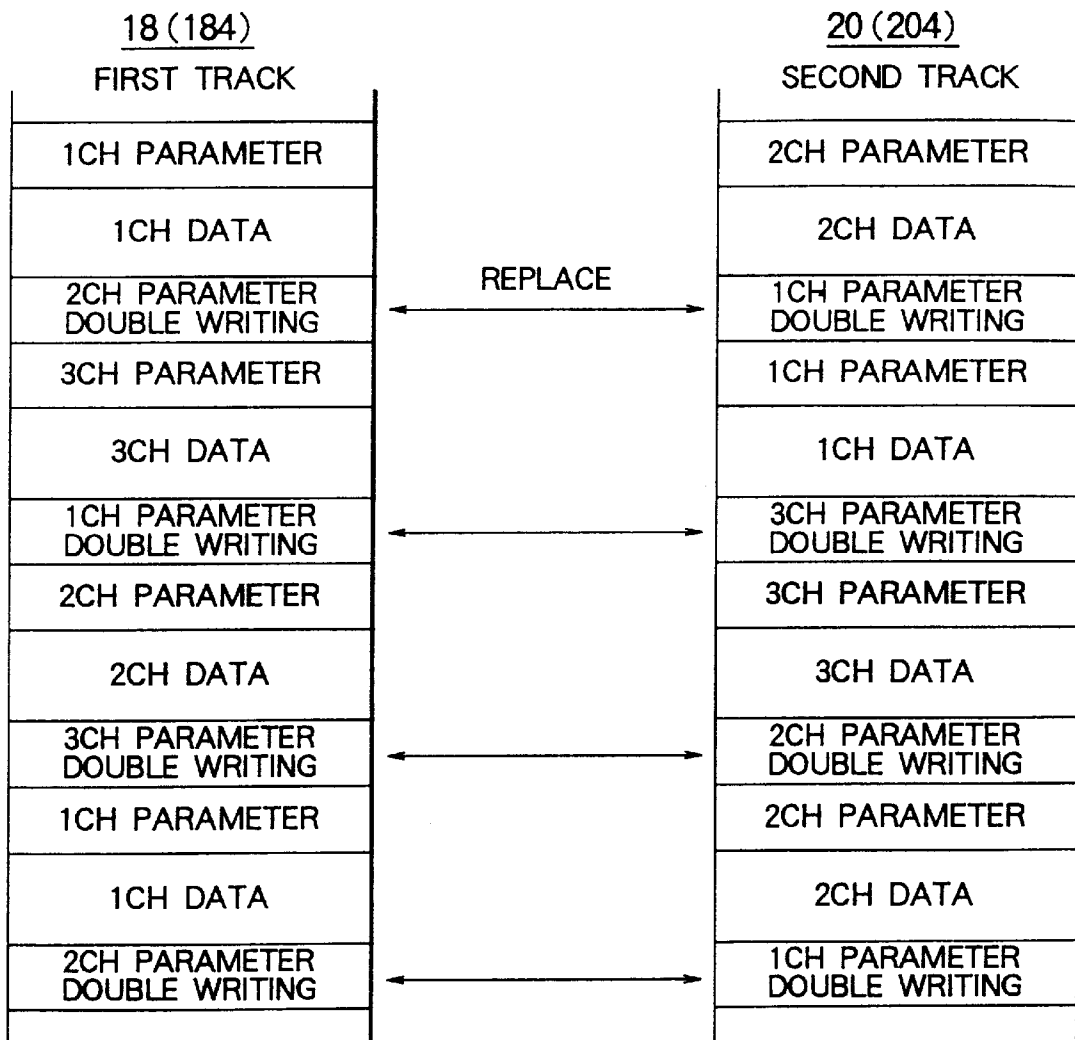 18(184)
FIRST TRACK
1CH PARAMETER
1CH DATA
2CH PARAMETER
DOUBLE WRITING
3CH PARAMETER
3CH DATA
1CH PARAMETER
DOUBLE WRITING
2CH PARAMETER
2CH DATA
3CH PARAMETER
DOUBLE WRITING
1CH PARAMETER
1CH DATA
2CH PARAMETER
DOUBLE WRITING
REPLACE
20(204)
SECOND TRACK
2CH PARAMETER
2CH DATA
1CH PARAMETER
DOUBLE WRITING
1CH PARAMETER
1CH DATA
3CH PARAMETER
DOUBLE WRITING
3CH PARAMETER
3CH DATA
2CH PARAMETER
DOUBLE WRITING
2CH PARAMETER
2CH DATA
1CH PARAMETER
DOUBLE WRITING